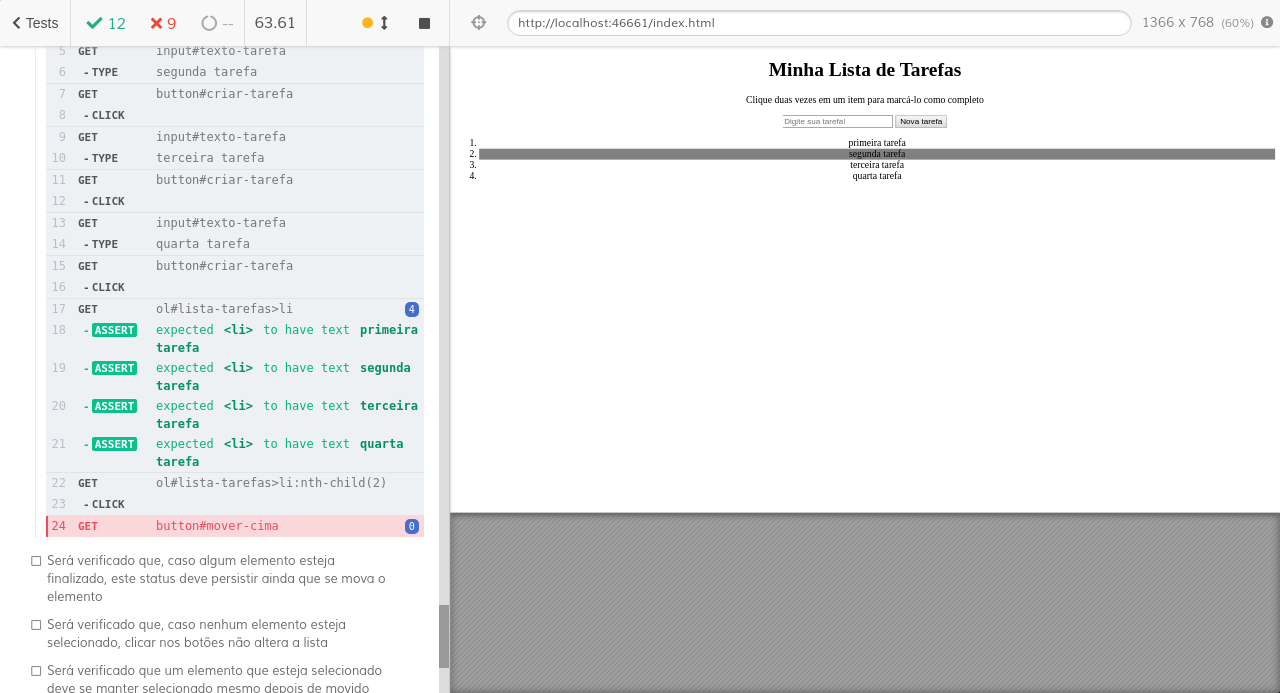 Tests 12 9 -- 63.61
5 GET input#texto-tarefa
6 -TYPE segunda tarefa
7 GET button#criar-tarefa
8 -CLICK
9 GET input#texto-tarefa
10 -TYPE terceira tarefa
11 GET button#criar-tarefa
12 -CLICK
13 GET input#texto-tarefa
14 -TYPE quarta tarefa
15 GET button#criar-tarefa
16 -CLICK
17 GET ol#lista-tarefas>li 4
18 -ASSERT expected <li> to have text primeira
tarefa
19 -ASSERT expected <li> to have text segunda
tarefa
20 -ASSERT expected <li> to have text terceira
tarefa
21 -ASSERT expected <li> to have text quarta
tarefa
22 GET ol#lista-tarefas>li:nth-child(2)
23 -CLICK
24 GET button#mover-cima 0
Será verificado que, caso algum elemento esteja
finalizado, este status deve persistir ainda que se mova o
elemento
Será verificado que, caso nenhum elemento esteja
selecionado, clicar nos botões não altera a lista
Será verificado que um elemento que esteja selecionado
deve se manter selecionado mesmo depois de movido
http://localhost:46661/index.html 1366 x 768 (60%)
Minha Lista de Tarefas
Clique duas vezes em um item para marcá-lo como completo
Digite sua tarefa! Nova tarefa
1. primeira tarefa
2. segunda tarefa
3. terceira tarefa
4. quarta tarefa